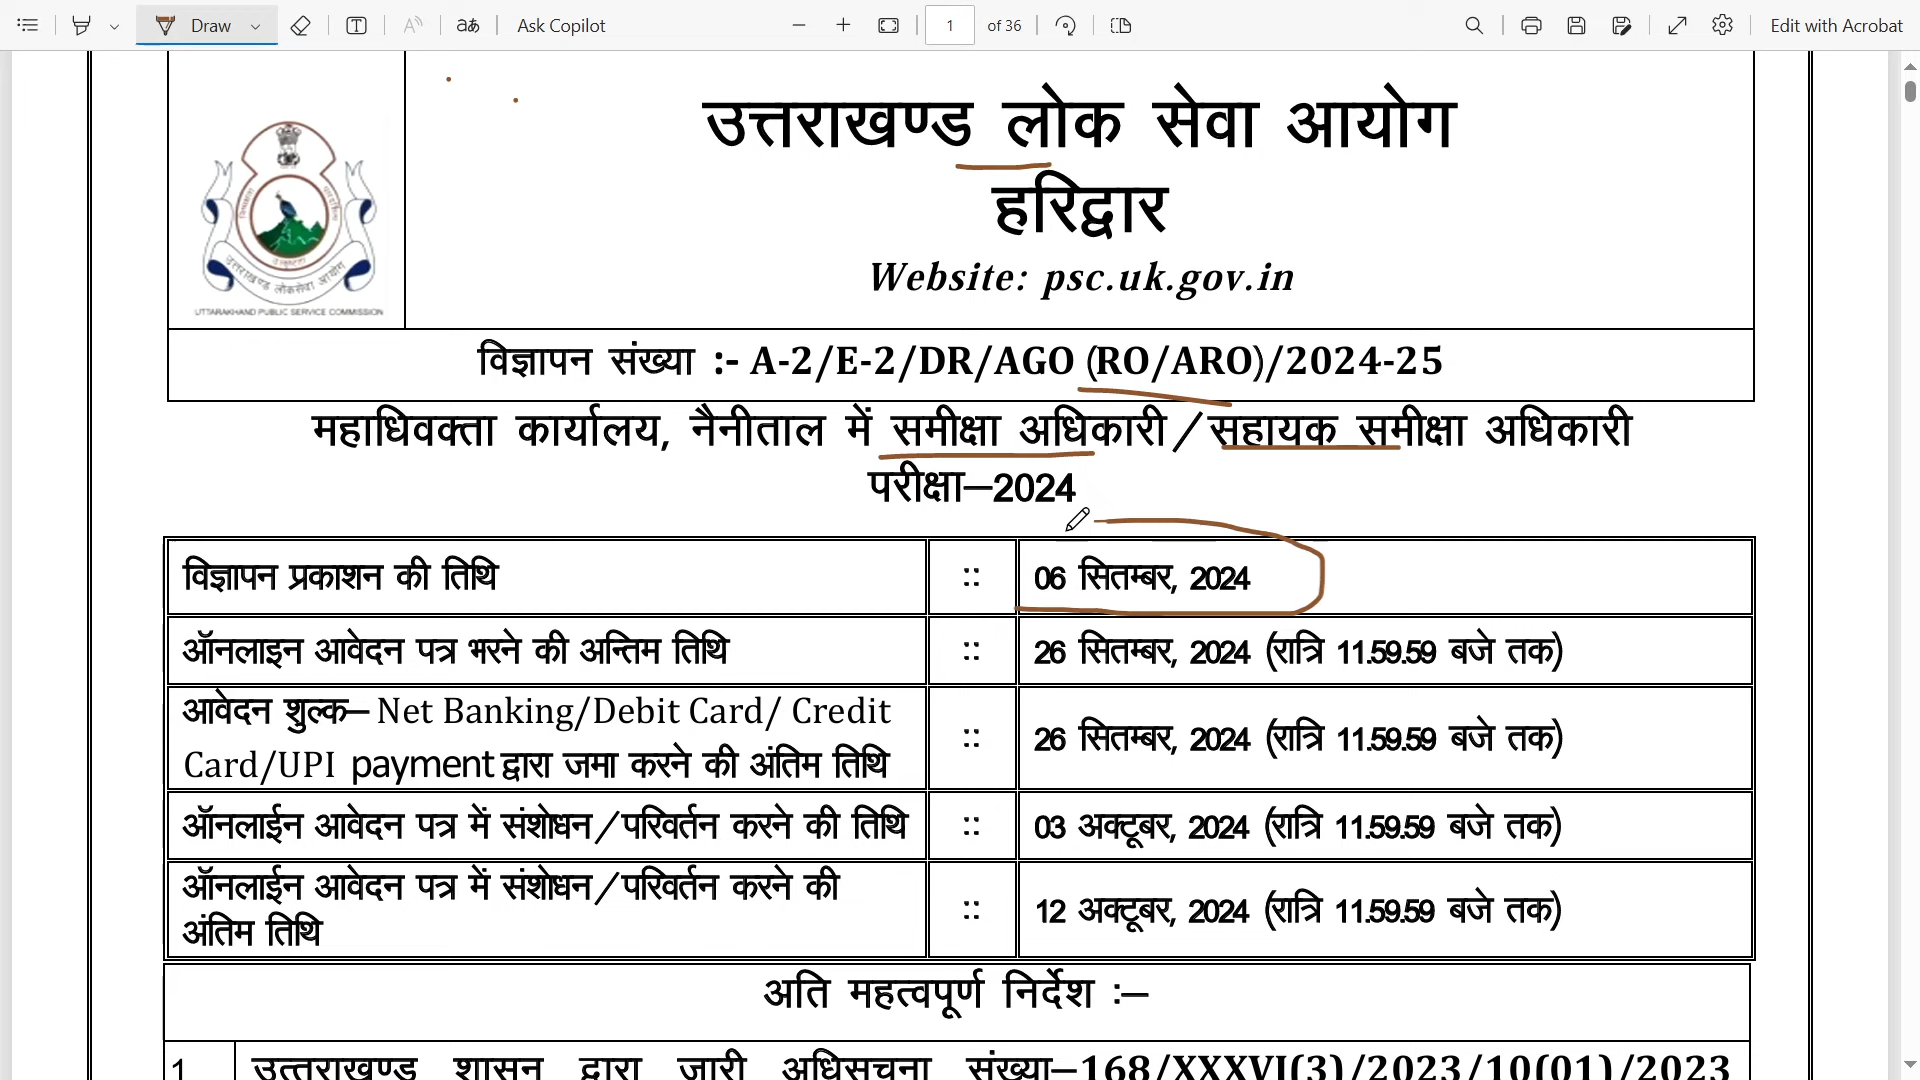 Draw
Ask Copilot
1 of 36
Edit with Acrobat
उत्तराखण्ड लोक सेवा आयोग
हरिद्वार
Website: psc.uk.gov.in
उत्तराखण्ड लोकसेवा आयोग
UTTARAKHAND PUBLIC SERVICE COMMISSION
विज्ञापन संख्या :- A-2/E-2/DR/AGO (RO/ARO)/2024-25
महाधिवक्ता कार्यालय, नैनीताल में समीक्षा अधिकारी/सहायक समीक्षा अधिकारी
परीक्षा—2024
विज्ञापन प्रकाशन की तिथि :: 06 सितम्बर, 2024
ऑनलाइन आवेदन पत्र भरने की अन्तिम तिथि :: 26 सितम्बर, 2024 (रात्रि 11.59.59 बजे तक)
आवेदन शुल्क— Net Banking/Debit Card/ Credit
Card/UPI payment द्वारा जमा करने की अंतिम तिथि :: 26 सितम्बर, 2024 (रात्रि 11.59.59 बजे तक)
ऑनलाईन आवेदन पत्र में संशोधन/परिवर्तन करने की तिथि :: 03 अक्टूबर, 2024 (रात्रि 11.59.59 बजे तक)
ऑनलाईन आवेदन पत्र में संशोधन/परिवर्तन करने की
अंतिम तिथि :: 12 अक्टूबर, 2024 (रात्रि 11.59.59 बजे तक)
अति महत्वपूर्ण निर्देश :—
1 उत्तराखण्ड शासन द्वारा जारी अधिसूचना संख्या—168/XXXVI(3)/2023/10(01)/2023